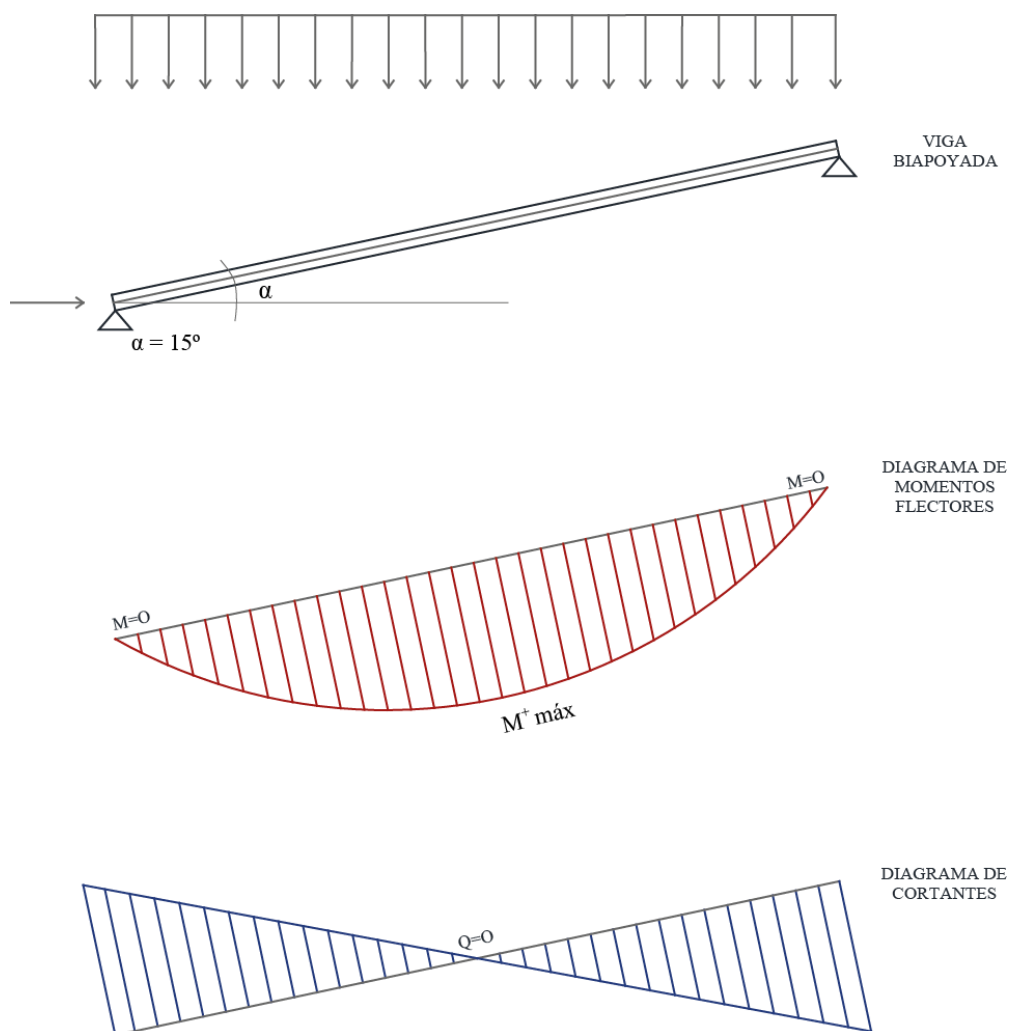 VIGA
BIAPOYADA
α
α = 15º
DIAGRAMA DE
MOMENTOS
FLECTORES
M=O
M=O
M⁺ máx
DIAGRAMA DE
CORTANTES
Q=O